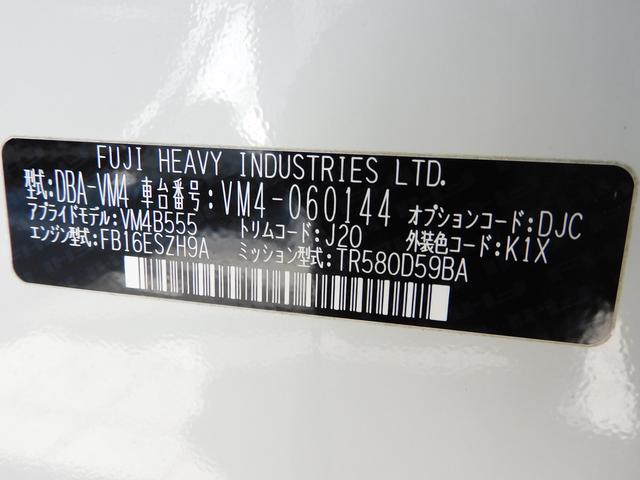 FUJI HEAVY INDUSTRIES LTD.
型式:DBA-VM4 車台番号:VM4-060144 オプションコード:DJC
アプライドモデル:VM4B555 トリムコード:J20 外装色コード:K1X
エンジン型式:FB16ESZH9A ミッション型式:TR580D59BA